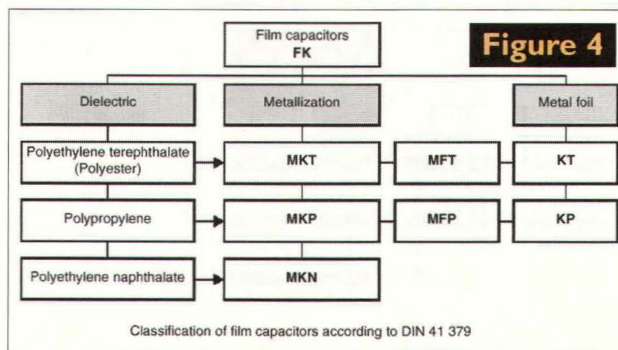 Film capacitors
FK
Figure 4
Dielectric
Metallization
Metal foil
Polyethylene terephthalate
(Polyester)
MKT
MFT
KT
Polypropylene
MKP
MFP
KP
Polyethylene naphthalate
MKN
Classification of film capacitors according to DIN 41 379